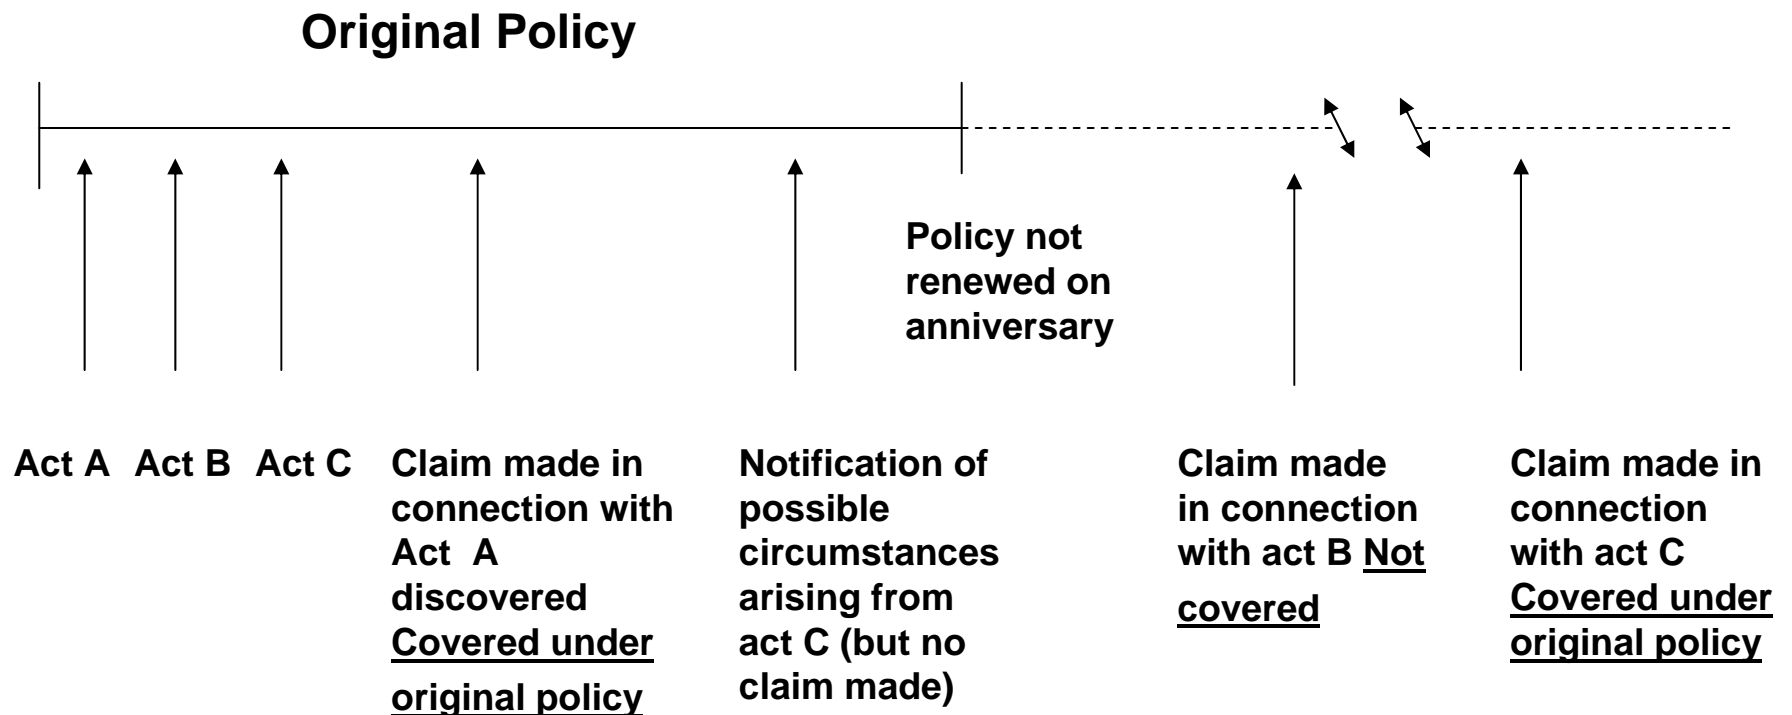 Original Policy
Policy not
renewed on
anniversary
Act A
Act B
Act C
Claim made in
connection with
Act A
discovered
Covered under
original policy
Notification of
possible
circumstances
arising from
act C (but no
claim made)
Claim made
in connection
with act B Not
covered
Claim made in
connection
with act C
Covered under
original policy